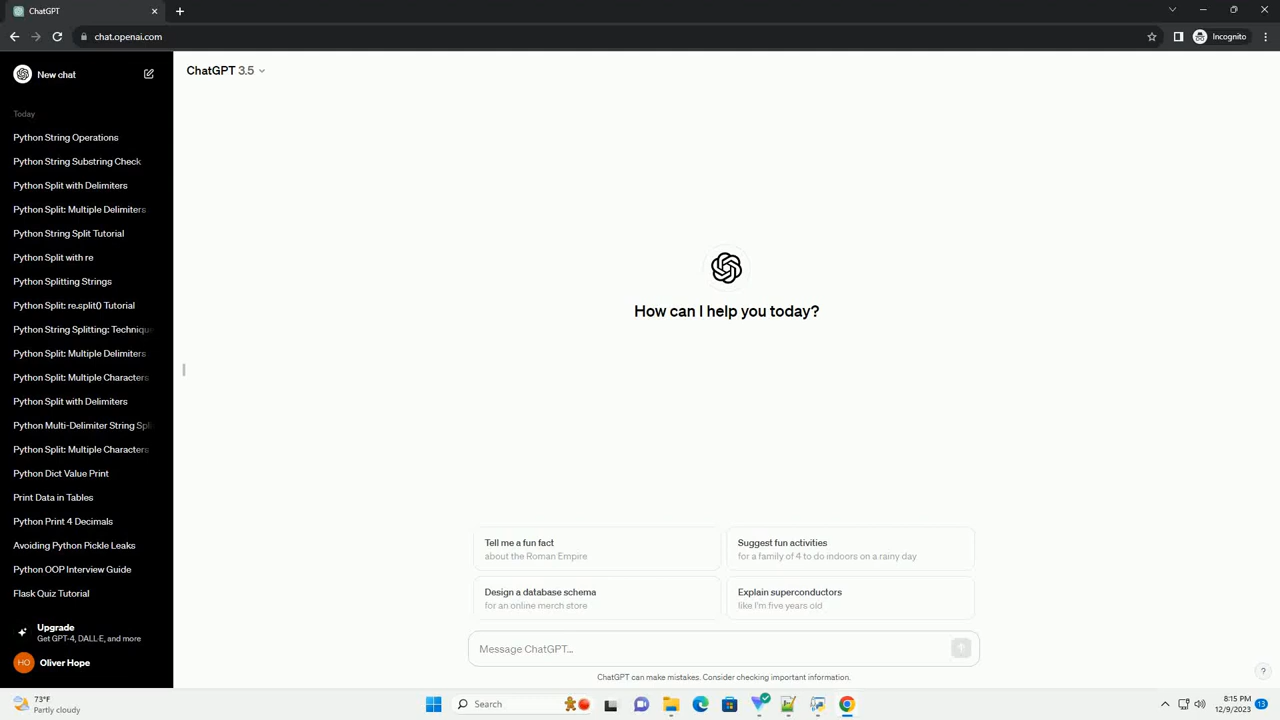 ChatGPT
chat.openai.com
Incognito
New chat
ChatGPT 3.5
Today
Python String Operations
Python String Substring Check
Python Split with Delimiters
Python Split: Multiple Delimiters
Python String Split Tutorial
Python Split with re
Python Splitting Strings
Python Split: re.split() Tutorial
Python String Splitting: Technique
Python Split: Multiple Delimiters
Python Split: Multiple Characters
Python Split with Delimiters
Python Multi-Delimiter String Spli
Python Split: Multiple Characters
Python Dict Value Print
Print Data in Tables
Python Print 4 Decimals
Avoiding Python Pickle Leaks
Python OOP Interview Guide
Flask Quiz Tutorial
Upgrade
Get GPT-4, DALL·E, and more
HO
Oliver Hope
How can I help you today?
Tell me a fun fact
about the Roman Empire
Suggest fun activities
for a family of 4 to do indoors on a rainy day
Design a database schema
for an online merch store
Explain superconductors
like I'm five years old
Message ChatGPT...
ChatGPT can make mistakes. Consider checking important information.
?
73°F
Partly cloudy
Search
8:15 PM
12/9/2023
13